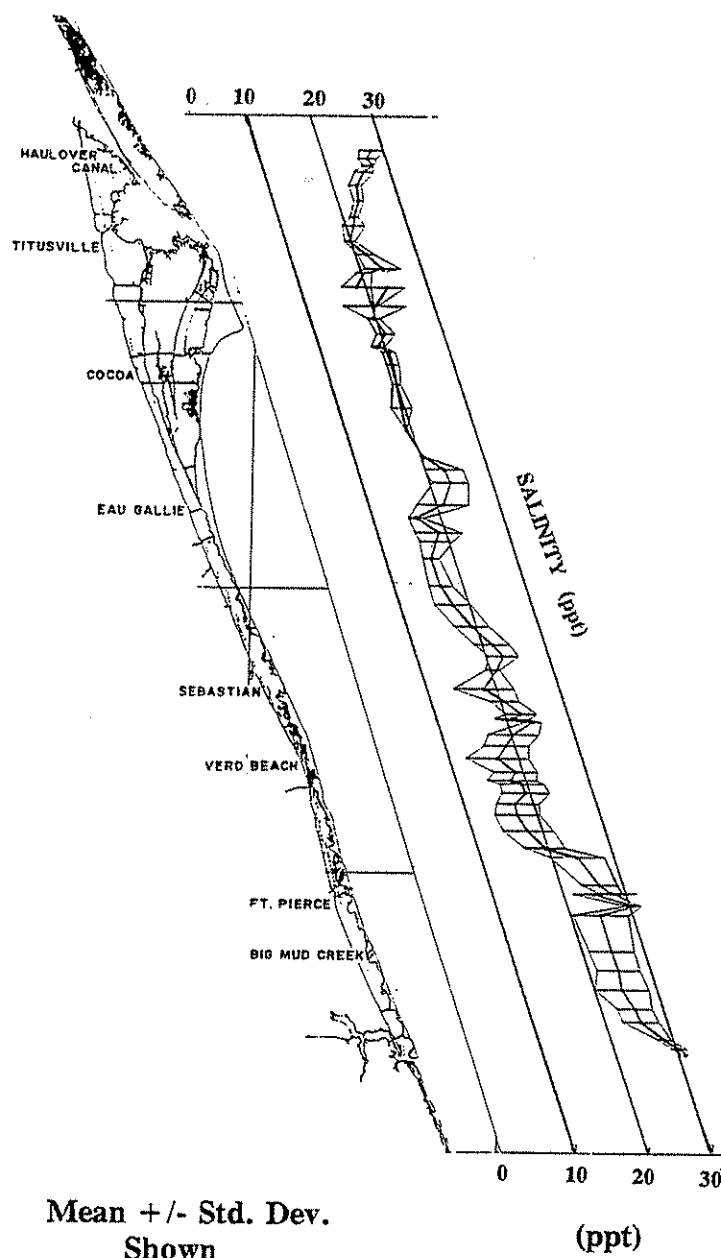 0 10 20 30
HAULOVER
CANAL
TITUSVILLE
COCOA
EAU GALLIE
SALINITY (ppt)
SEBASTIAN
VERO BEACH
FT. PIERCE
BIG MUD CREEK
0 10 20 30
Mean +/- Std. Dev.
Shown
(ppt)